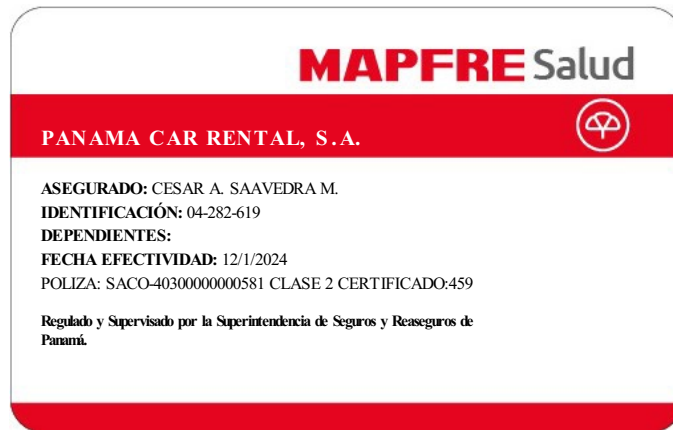 MAPFRE Salud
PANAMA CAR RENTAL, S.A.
ASEGURADO: CESAR A. SAAVEDRA M.
IDENTIFICACIÓN: 04-282-619
DEPENDIENTES:
FECHA EFECTIVIDAD: 12/1/2024
POLIZA: SACO-40300000000581 CLASE 2 CERTIFICADO:459
Regulado y Supervisado por la Superintendencia de Seguros y Reaseguros de
Panamá.